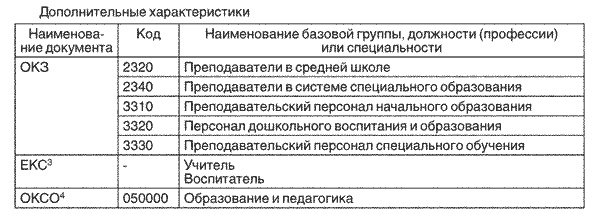 Дополнительные характеристики
Наименова- Код Наименование базовой группы, должности (профессии)
ние документа или специальности
ОКЗ 2320 Преподаватели в средней школе
2340 Преподаватели в системе специального образования
3310 Преподавательский персонал начального образования
3320 Персонал дошкольного воспитания и образования
3330 Преподавательский персонал специального обучения
ЕКС³ - Учитель
Воспитатель
ОКСО⁴ 050000 Образование и педагогика